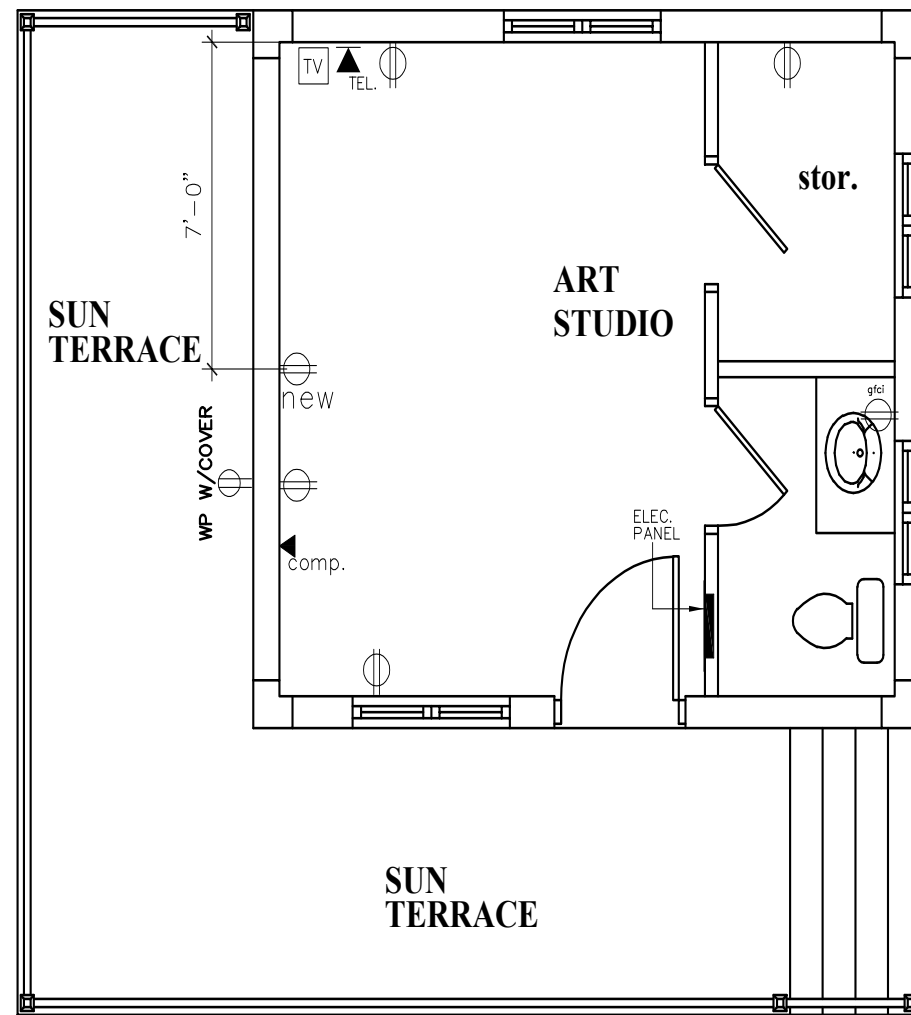 TV
TEL.
stor.
7'-0"
ART
STUDIO
SUN
TERRACE
new
gfci
WP W/COVER
ELEC.
PANEL
comp.
SUN
TERRACE